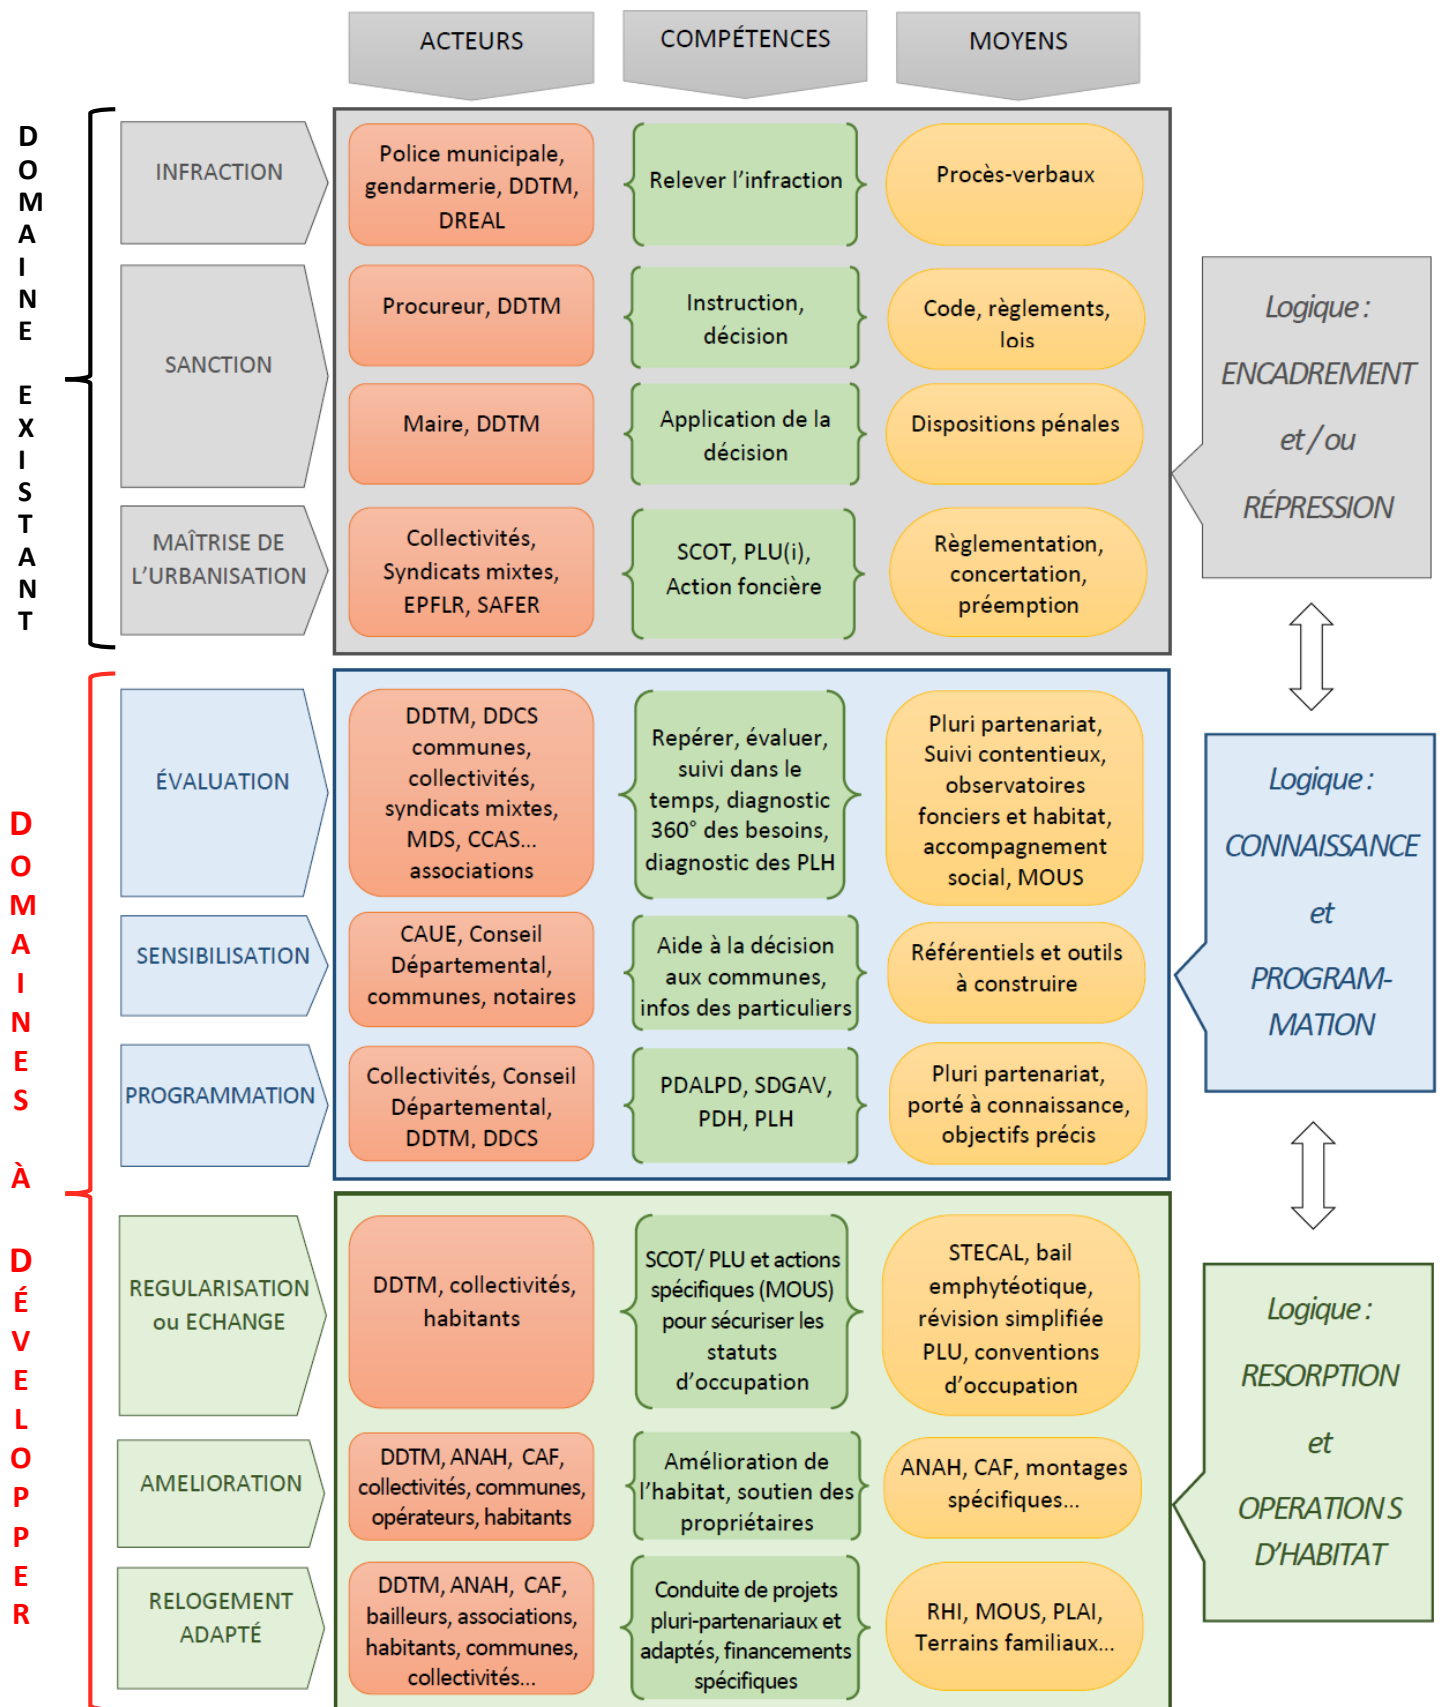 ACTEURS
COMPÉTENCES
MOYENS
DOMAINE EXISTANT
INFRACTION
Police municipale,
gendarmerie, DDTM,
DREAL
Relever l’infraction
Procès-verbaux
SANCTION
Procureur, DDTM
Instruction,
décision
Code, règlements,
lois
Maire, DDTM
Application de la
décision
Dispositions pénales
MAÎTRISE DE
L’URBANISATION
Collectivités,
Syndicats mixtes,
EPFLR, SAFER
SCOT, PLU(i),
Action foncière
Règlementation,
concertation,
préemption
Logique :
ENCADREMENT
et / ou
RÉPRESSION
DOMAINES À DÉVELOPPER
ÉVALUATION
DDTM, DDCS
communes,
collectivités,
syndicats mixtes,
MDS, CCAS...
associations
Repérer, évaluer,
suivi dans le
temps, diagnostic
360° des besoins,
diagnostic des PLH
Pluri partenariat,
Suivi contentieux,
observatoires
fonciers et habitat,
accompagnement
social, MOUS
SENSIBILISATION
CAUE, Conseil
Départemental,
communes, notaires
Aide à la décision
aux communes,
infos des particuliers
Référentiels et outils
à construire
PROGRAMMATION
Collectivités, Conseil
Départemental,
DDTM, DDCS
PDALPD, SDGAV,
PDH, PLH
Pluri partenariat,
porté à connaissance,
objectifs précis
Logique :
CONNAISSANCE
et
PROGRAM-
MATION
REGULARISATION
ou ECHANGE
DDTM, collectivités,
habitants
SCOT/ PLU et actions
spécifiques (MOUS)
pour sécuriser les
statuts
d’occupation
STECAL, bail
emphytéotique,
révision simplifiée
PLU, conventions
d’occupation
AMELIORATION
DDTM, ANAH, CAF,
collectivités, communes,
opérateurs, habitants
Amélioration de
l’habitat, soutien des
propriétaires
ANAH, CAF, montages
spécifiques...
RELOGEMENT
ADAPTÉ
DDTM, ANAH, CAF,
bailleurs, associations,
habitants, communes,
collectivités...
Conduite de projets
pluri-partenariaux et
adaptés, financements
spécifiques
RHI, MOUS, PLAI,
Terrains familiaux...
Logique :
RESORPTION
et
OPERATION S
D’HABITAT